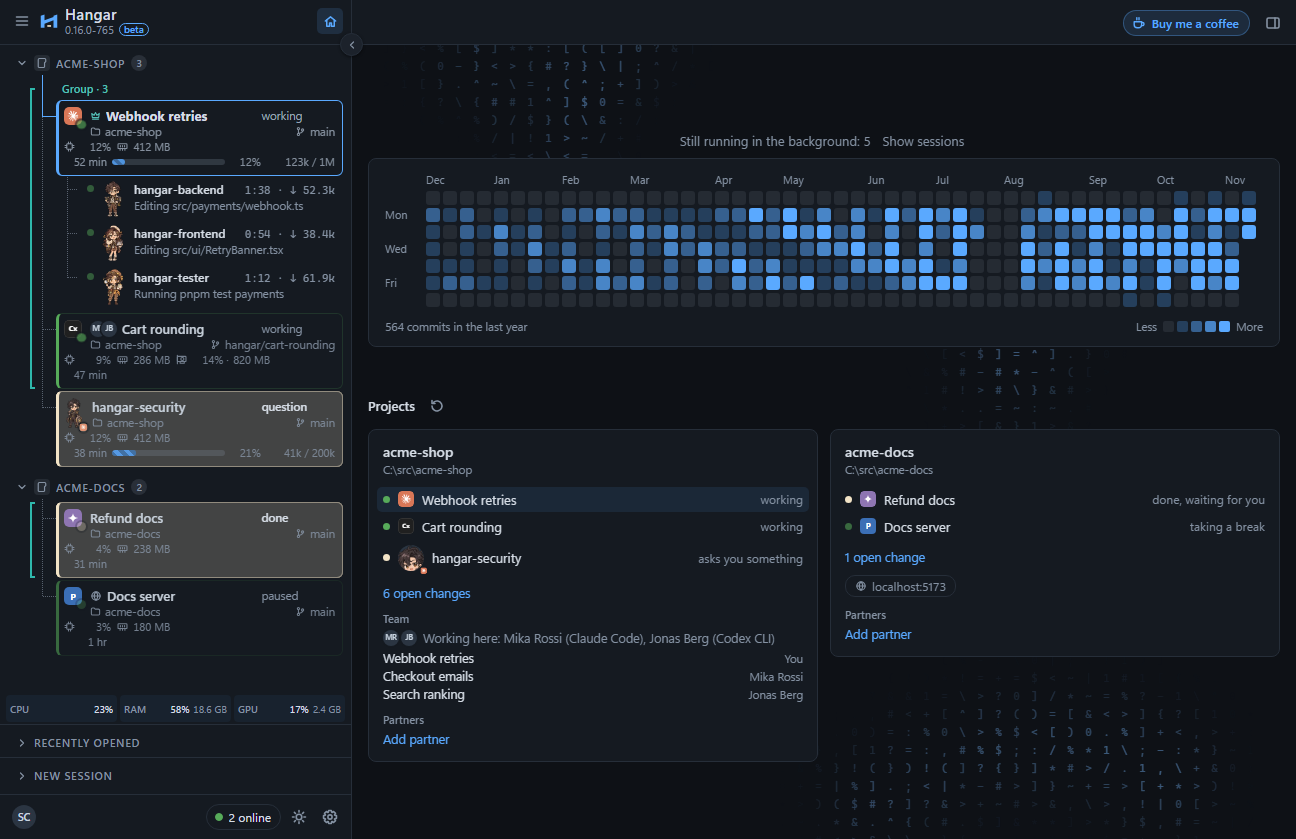 Hangar
0.16.0-765 beta
Buy me a coffee
ACME-SHOP 3
Group · 3
Webhook retries working
acme-shop main
12% 412 MB
52 min 12% 123k / 1M
hangar-backend 1:38 · ↓ 52.3k
Editing src/payments/webhook.ts
hangar-frontend 0:54 · ↓ 38.4k
Editing src/ui/RetryBanner.tsx
hangar-tester 1:12 · ↓ 61.9k
Running pnpm test payments
Cx MR JB Cart rounding working
acme-shop hangar/cart-rounding
9% 286 MB 14% · 820 MB
47 min
hangar-security question
acme-shop main
12% 412 MB
38 min 21% 41k / 200k
ACME-DOCS 2
Refund docs done
acme-docs main
4% 238 MB
31 min
P Docs server paused
acme-docs main
3% 180 MB
1 hr
CPU 23% RAM 58% 18.6 GB GPU 17% 2.4 GB
RECENTLY OPENED
NEW SESSION
SC 2 online
Still running in the background: 5 Show sessions
Dec Jan Feb Mar Apr May Jun Jul Aug Sep Oct Nov
Mon
Wed
Fri
564 commits in the last year Less More
Projects
acme-shop
C:\src\acme-shop
Webhook retries working
Cx Cart rounding working
hangar-security asks you something
6 open changes
Team
MR JB Working here: Mika Rossi (Claude Code), Jonas Berg (Codex CLI)
Webhook retries You
Checkout emails Mika Rossi
Search ranking Jonas Berg
Partners
Add partner
acme-docs
C:\src\acme-docs
Refund docs done, waiting for you
P Docs server taking a break
1 open change
localhost:5173
Partners
Add partner